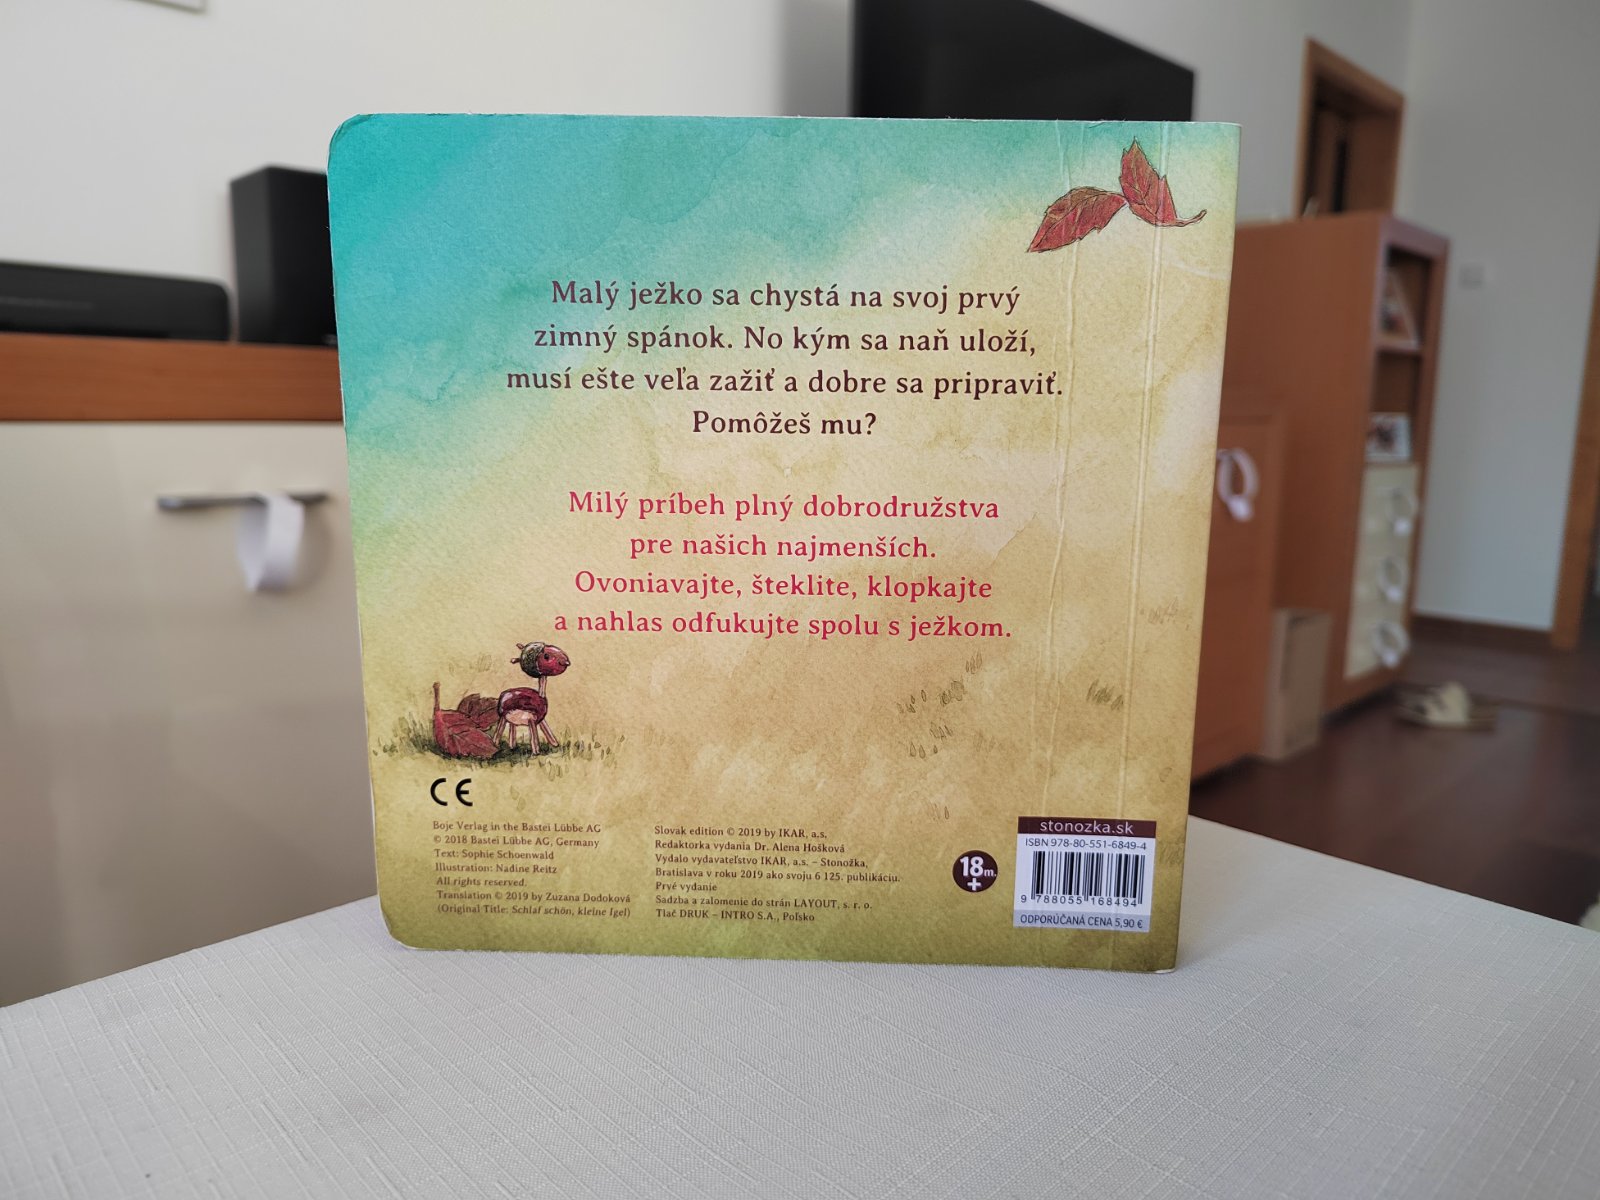 Malý ježko sa chystá na svoj prvý
zimný spánok. No kým sa naň uloží,
musí ešte veľa zažiť a dobre sa pripraviť.
Pomôžeš mu?
Milý príbeh plný dobrodružstva
pre našich najmenších.
Ovoniavajte, šteklite, klopkajte
a nahlas odfukujte spolu s ježkom.
CE
Boje Verlag in the Bastei Lübbe AG
© 2018 Bastei Lübbe AG, Germany
Text: Sophie Schoenwald
Illustration: Nadine Reitz
All rights reserved.
Translation © 2019 by Zuzana Dodoková
(Original Title: Schlaf schön, kleine Igel)
Slovak edition © 2019 by IKAR, a.s.
Redaktorka vydania Dr. Alena Hošková
Vydalo vydavateľstvo IKAR, a.s. – Stonožka,
Bratislava v roku 2019 ako svoju 6 125. publikáciu.
Prvé vydanie
Sadzba a zalomenie do strán LAYOUT, s. r. o.
Tlač DRUK – INTRO S.A., Poľsko
18m.
+
stonozka.sk
ISBN 978-80-551-6849-4
9 788055 168494
ODPORÚČANÁ CENA 5,90 €